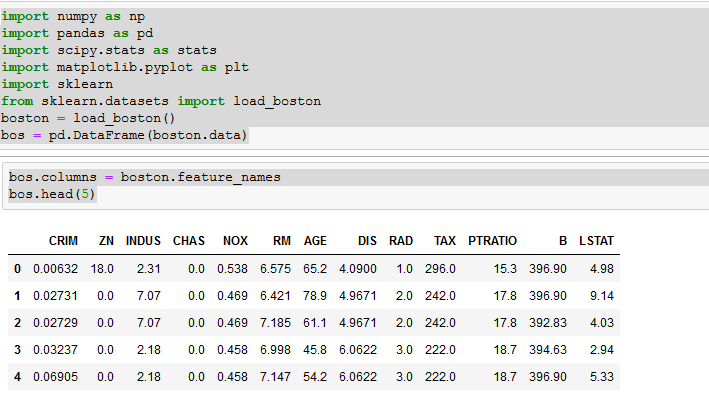 import numpy as np
import pandas as pd
import scipy.stats as stats
import matplotlib.pyplot as plt
import sklearn
from sklearn.datasets import load_boston
boston = load_boston()
bos = pd.DataFrame(boston.data)
bos.columns = boston.feature_names
bos.head(5)
CRIM ZN INDUS CHAS NOX RM AGE DIS RAD TAX PTRATIO B LSTAT
0 0.00632 18.0 2.31 0.0 0.538 6.575 65.2 4.0900 1.0 296.0 15.3 396.90 4.98
1 0.02731 0.0 7.07 0.0 0.469 6.421 78.9 4.9671 2.0 242.0 17.8 396.90 9.14
2 0.02729 0.0 7.07 0.0 0.469 7.185 61.1 4.9671 2.0 242.0 17.8 392.83 4.03
3 0.03237 0.0 2.18 0.0 0.458 6.998 45.8 6.0622 3.0 222.0 18.7 394.63 2.94
4 0.06905 0.0 2.18 0.0 0.458 7.147 54.2 6.0622 3.0 222.0 18.7 396.90 5.33